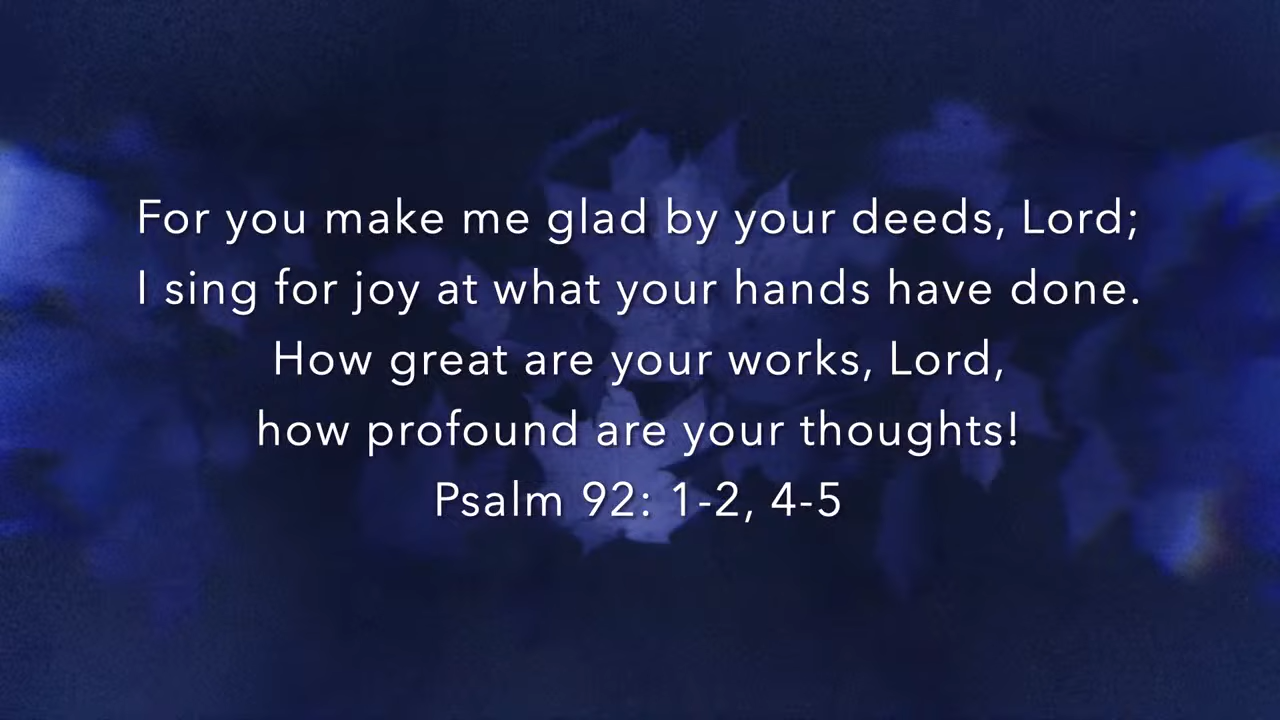 For you make me glad by your deeds, Lord;
I sing for joy at what your hands have done.
How great are your works, Lord,
how profound are your thoughts!
Psalm 92: 1-2, 4-5